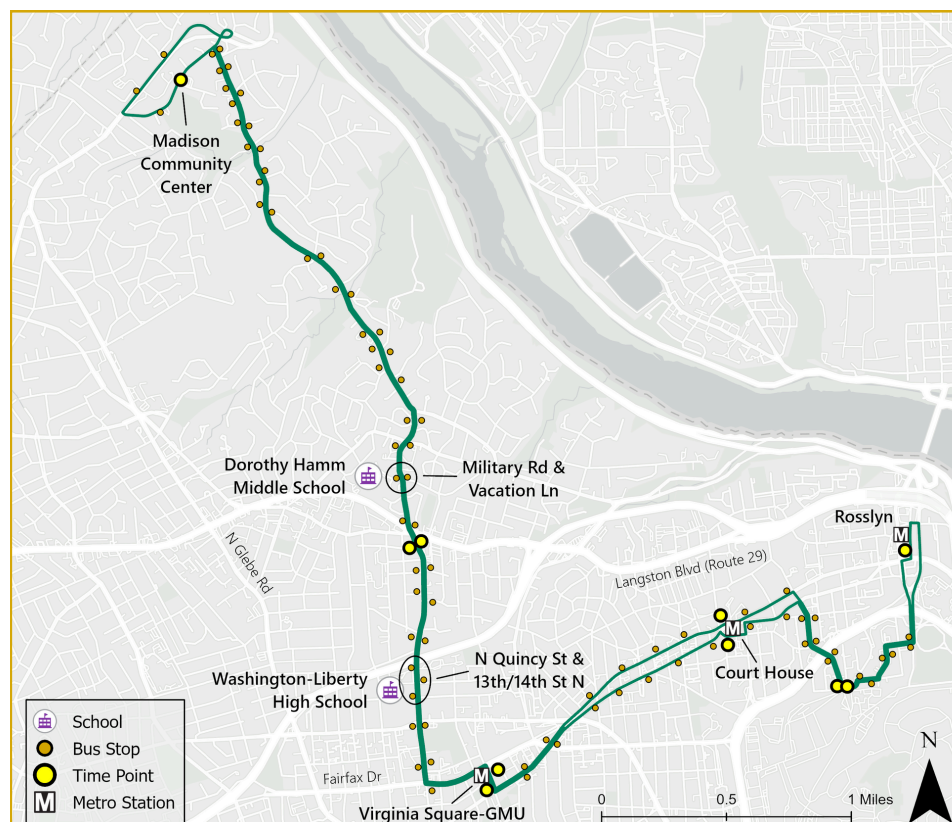 Madison
Community
Center
Dorothy Hamm
Middle School
Military Rd &
Vacation Ln
Rosslyn
M
N Glebe Rd
Langston Blvd (Route 29)
M
Court House
Washington-Liberty
High School
N Quincy St &
13th/14th St N
School
Bus Stop
Time Point
M Metro Station
Fairfax Dr
M
Virginia Square-GMU
N
0 0.5 1 Miles